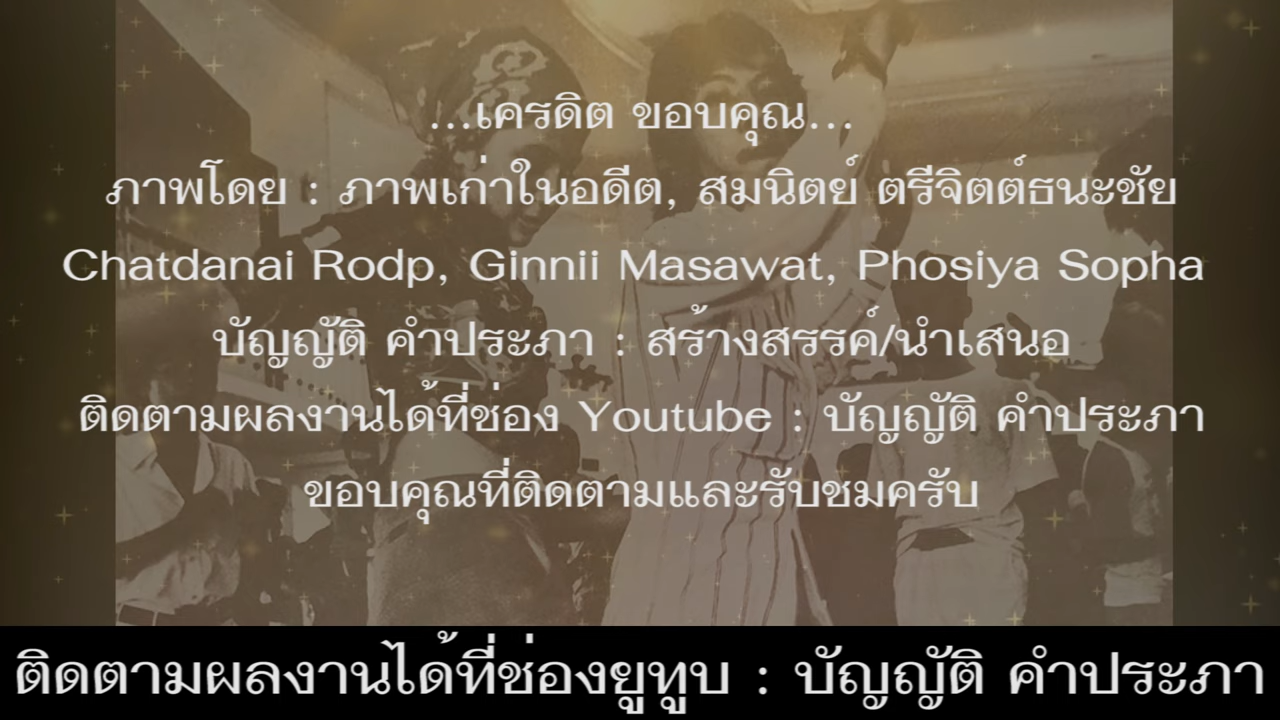 ...เครดิต ขอบคุณ...
ภาพโดย : ภาพเก่าในอดีต, สมนิตย์ ตรีจิตต์ธนะชัย
Chatdanai Rodp, Ginnii Masawat, Phosiya Sopha
บัญญัติ คำประภา : สร้างสรรค์/นำเสนอ
ติดตามผลงานได้ที่ช่อง Youtube : บัญญัติ คำประภา
ขอบคุณที่ติดตามและรับชมครับ
ติดตามผลงานได้ที่ช่องยูทูบ : บัญญัติ คำประภา